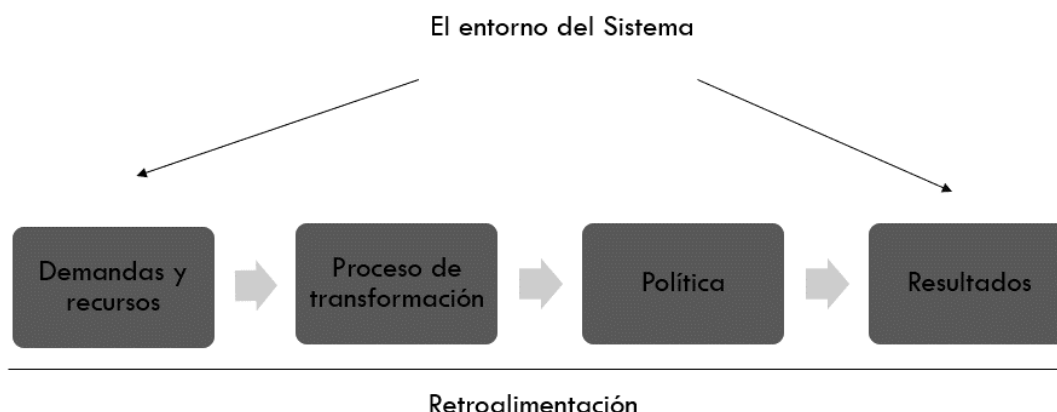 El entorno del Sistema
Demandas y
recursos
Proceso de
transformación
Política
Resultados
Retroalimentación